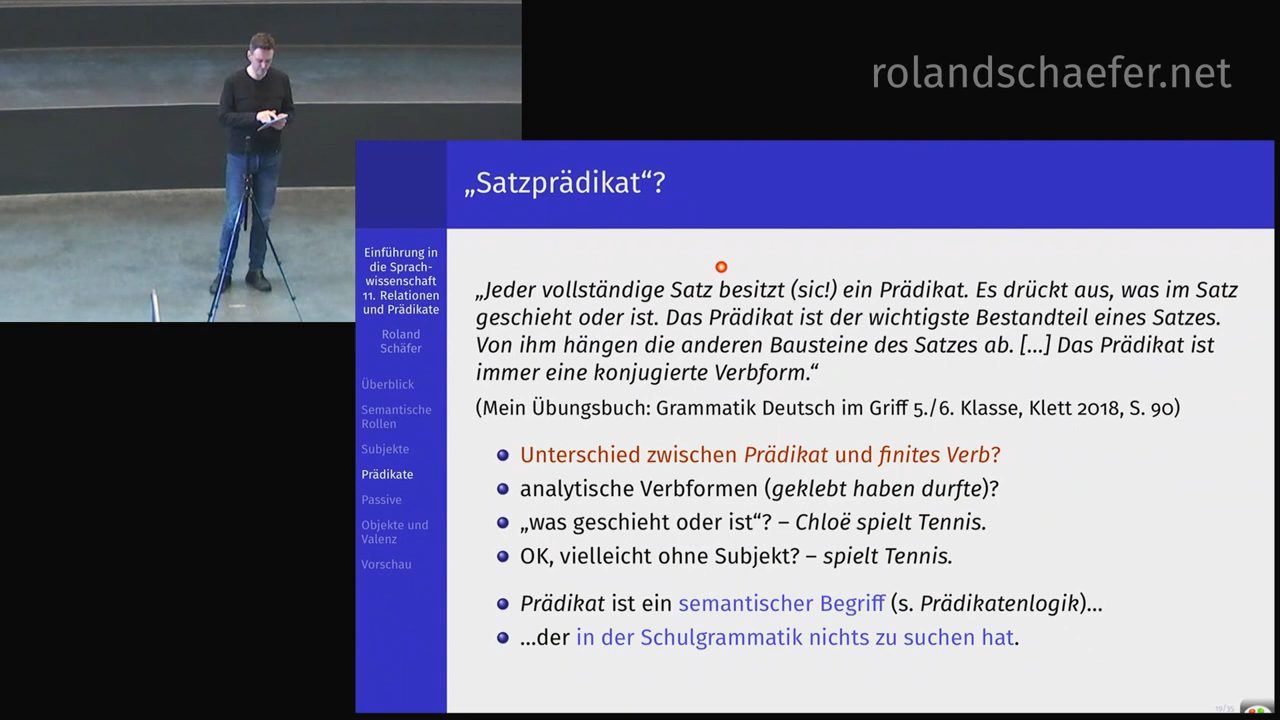 rolandschaefer.net
„Satzprädikat“?
Einführung in
die Sprach-
wissenschaft
11. Relationen
und Prädikate
Roland
Schäfer
Überblick
Semantische
Rollen
Subjekte
Prädikate
Passive
Objekte und
Valenz
Vorschau
„Jeder vollständige Satz besitzt (sic!) ein Prädikat. Es drückt aus, was im Satz
geschieht oder ist. Das Prädikat ist der wichtigste Bestandteil eines Satzes.
Von ihm hängen die anderen Bausteine des Satzes ab. [...] Das Prädikat ist
immer eine konjugierte Verbform.“
(Mein Übungsbuch: Grammatik Deutsch im Griff 5./6. Klasse, Klett 2018, S. 90)
Unterschied zwischen Prädikat und finites Verb?
analytische Verbformen (geklebt haben durfte)?
„was geschieht oder ist“? – Chloë spielt Tennis.
OK, vielleicht ohne Subjekt? – spielt Tennis.
Prädikat ist ein semantischer Begriff (s. Prädikatenlogik)...
...der in der Schulgrammatik nichts zu suchen hat.
19/35